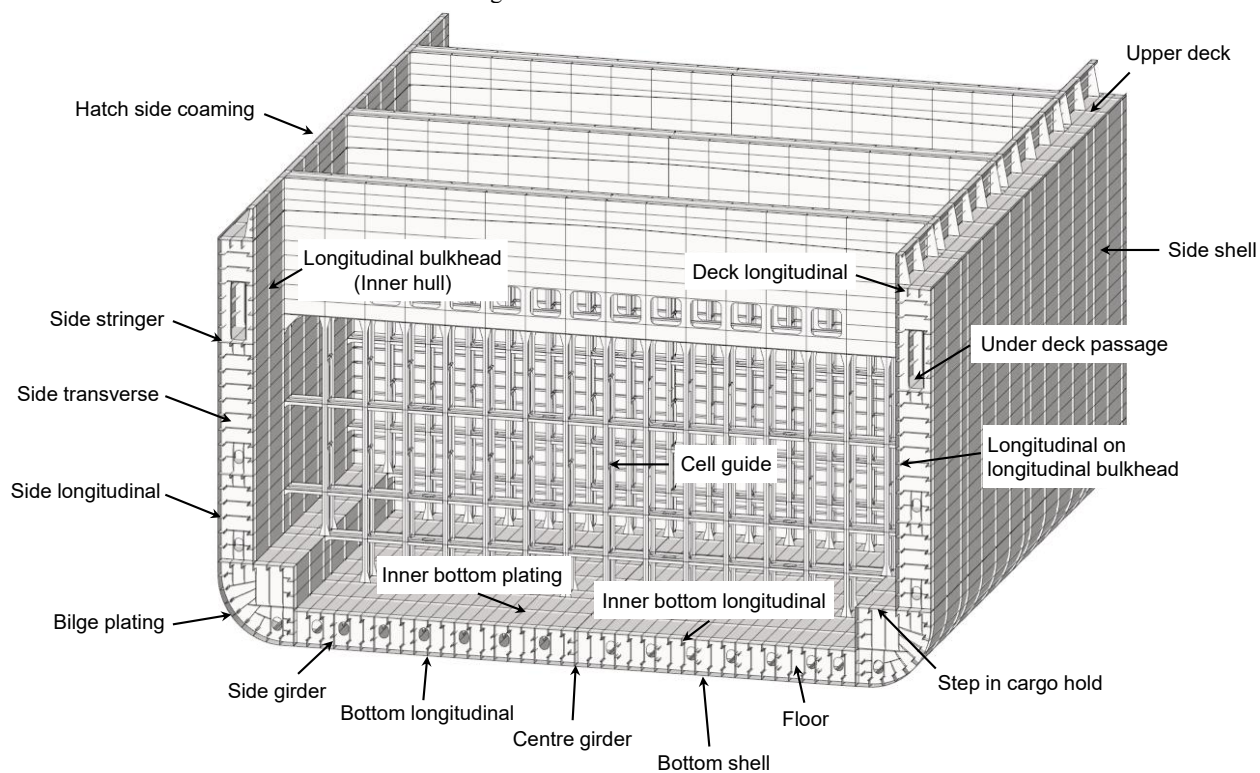 Upper deck
Hatch side coaming
Side shell
Longitudinal bulkhead
(Inner hull)
Deck longitudinal
Side stringer
Under deck passage
Side transverse
Cell guide
Longitudinal on
longitudinal bulkhead
Side longitudinal
Inner bottom plating
Inner bottom longitudinal
Bilge plating
Side girder
Step in cargo hold
Bottom longitudinal
Floor
Centre girder
Bottom shell